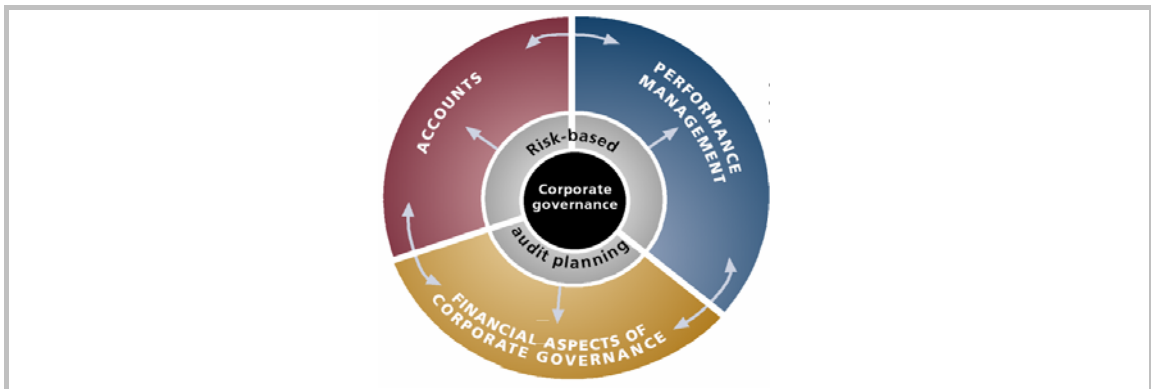 ACCOUNTS
PERFORMANCE
MANAGEMENT
Risk-based
Corporate
governance
audit planning
FINANCIAL ASPECTS OF
CORPORATE GOVERNANCE